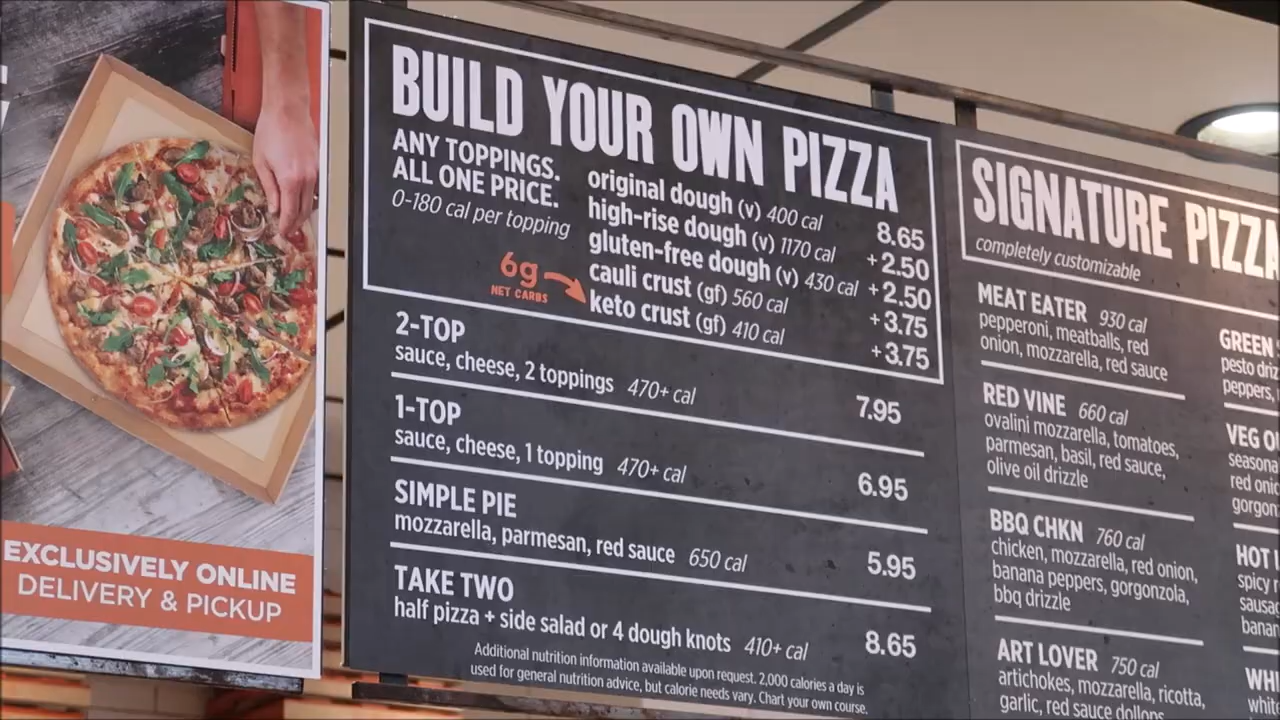 EXCLUSIVELY ONLINE
DELIVERY & PICKUP
BUILD YOUR OWN PIZZA
ANY TOPPINGS.
ALL ONE PRICE.
0-180 cal per topping
6g
NET CARBS
original dough (v) 400 cal 8.65
high-rise dough (v) 1170 cal +2.50
gluten-free dough (v) 430 cal +2.50
cauli crust (gf) 560 cal +3.75
keto crust (gf) 410 cal +3.75
2-TOP
sauce, cheese, 2 toppings 470+ cal 7.95
1-TOP
sauce, cheese, 1 topping 470+ cal 6.95
SIMPLE PIE
mozzarella, parmesan, red sauce 650 cal 5.95
TAKE TWO
half pizza + side salad or 4 dough knots 410+ cal 8.65
Additional nutrition information available upon request. 2,000 calories a day is
used for general nutrition advice, but calorie needs vary. Chart your own course.
SIGNATURE PIZZA
completely customizable
MEAT EATER 930 cal
pepperoni, meatballs, red
onion, mozzarella, red sauce
RED VINE 660 cal
ovalini mozzarella, tomatoes,
parmesan, basil, red sauce,
olive oil drizzle
BBQ CHKN 760 cal
chicken, mozzarella, red onion,
banana peppers, gorgonzola,
bbq drizzle
ART LOVER 750 cal
artichokes, mozzarella, ricotta,
garlic, red sauce dollops
GREEN
pesto driz
peppers,
VEG
seasona
red onio
gorgon
HOT
spicy
sausa
banan
WHI
white